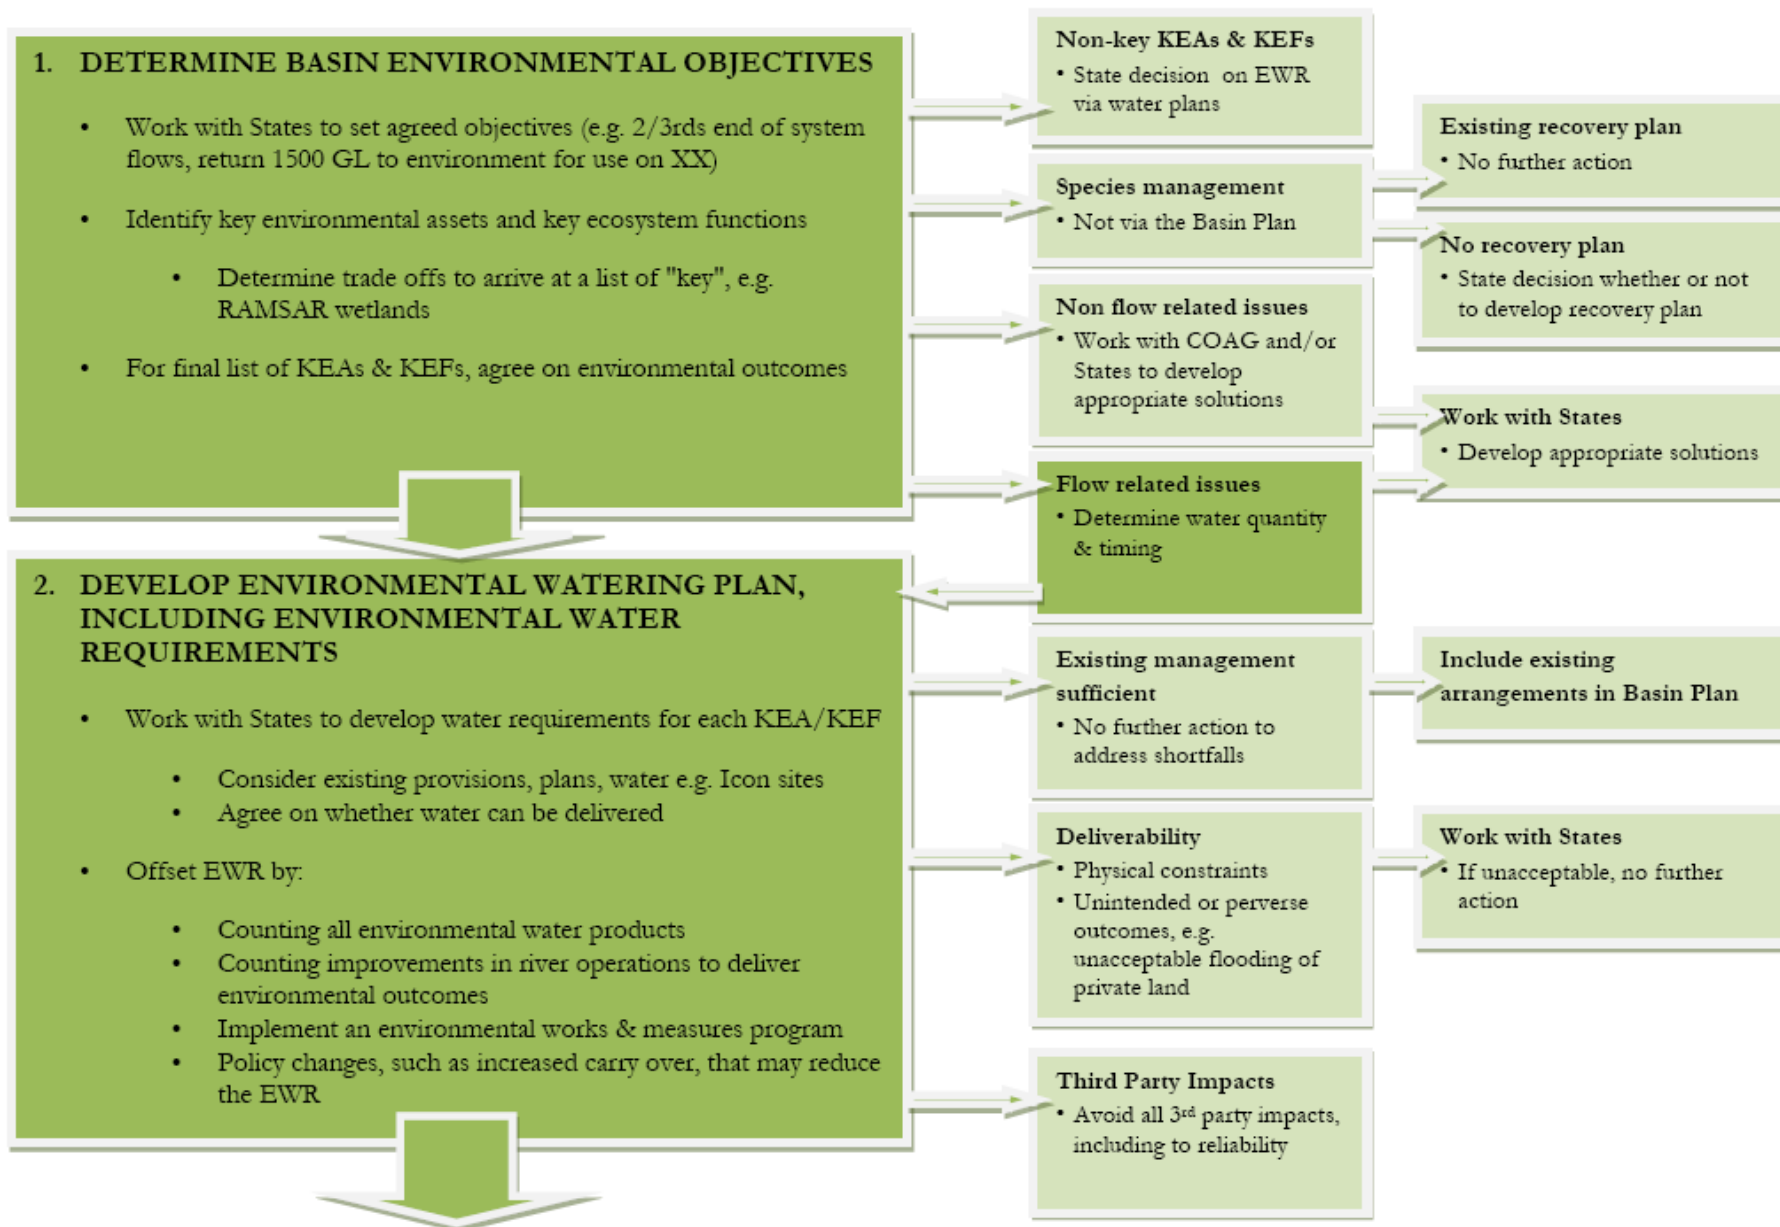 1. DETERMINE BASIN ENVIRONMENTAL OBJECTIVES
• Work with States to set agreed objectives (e.g. 2/3rds end of system
flows, return 1500 GL to environment for use on XX)
• Identify key environmental assets and key ecosystem functions
• Determine trade offs to arrive at a list of "key", e.g.
RAMSAR wetlands
• For final list of KEAs & KEFs, agree on environmental outcomes
Non-key KEAs & KEFs
• State decision on EWR
via water plans
Species management
• Not via the Basin Plan
Existing recovery plan
• No further action
No recovery plan
• State decision whether or not
to develop recovery plan
Non flow related issues
• Work with COAG and/or
States to develop
appropriate solutions
Work with States
• Develop appropriate solutions
Flow related issues
• Determine water quantity
& timing
2. DEVELOP ENVIRONMENTAL WATERING PLAN,
INCLUDING ENVIRONMENTAL WATER
REQUIREMENTS
• Work with States to develop water requirements for each KEA/KEF
• Consider existing provisions, plans, water e.g. Icon sites
• Agree on whether water can be delivered
• Offset EWR by:
• Counting all environmental water products
• Counting improvements in river operations to deliver
environmental outcomes
• Implement an environmental works & measures program
• Policy changes, such as increased carry over, that may reduce
the EWR
Existing management
sufficient
• No further action to
address shortfalls
Include existing
arrangements in Basin Plan
Deliverability
• Physical constraints
• Unintended or perverse
outcomes, e.g.
unacceptable flooding of
private land
Work with States
• If unacceptable, no further
action
Third Party Impacts
• Avoid all 3rd party impacts,
including to reliability